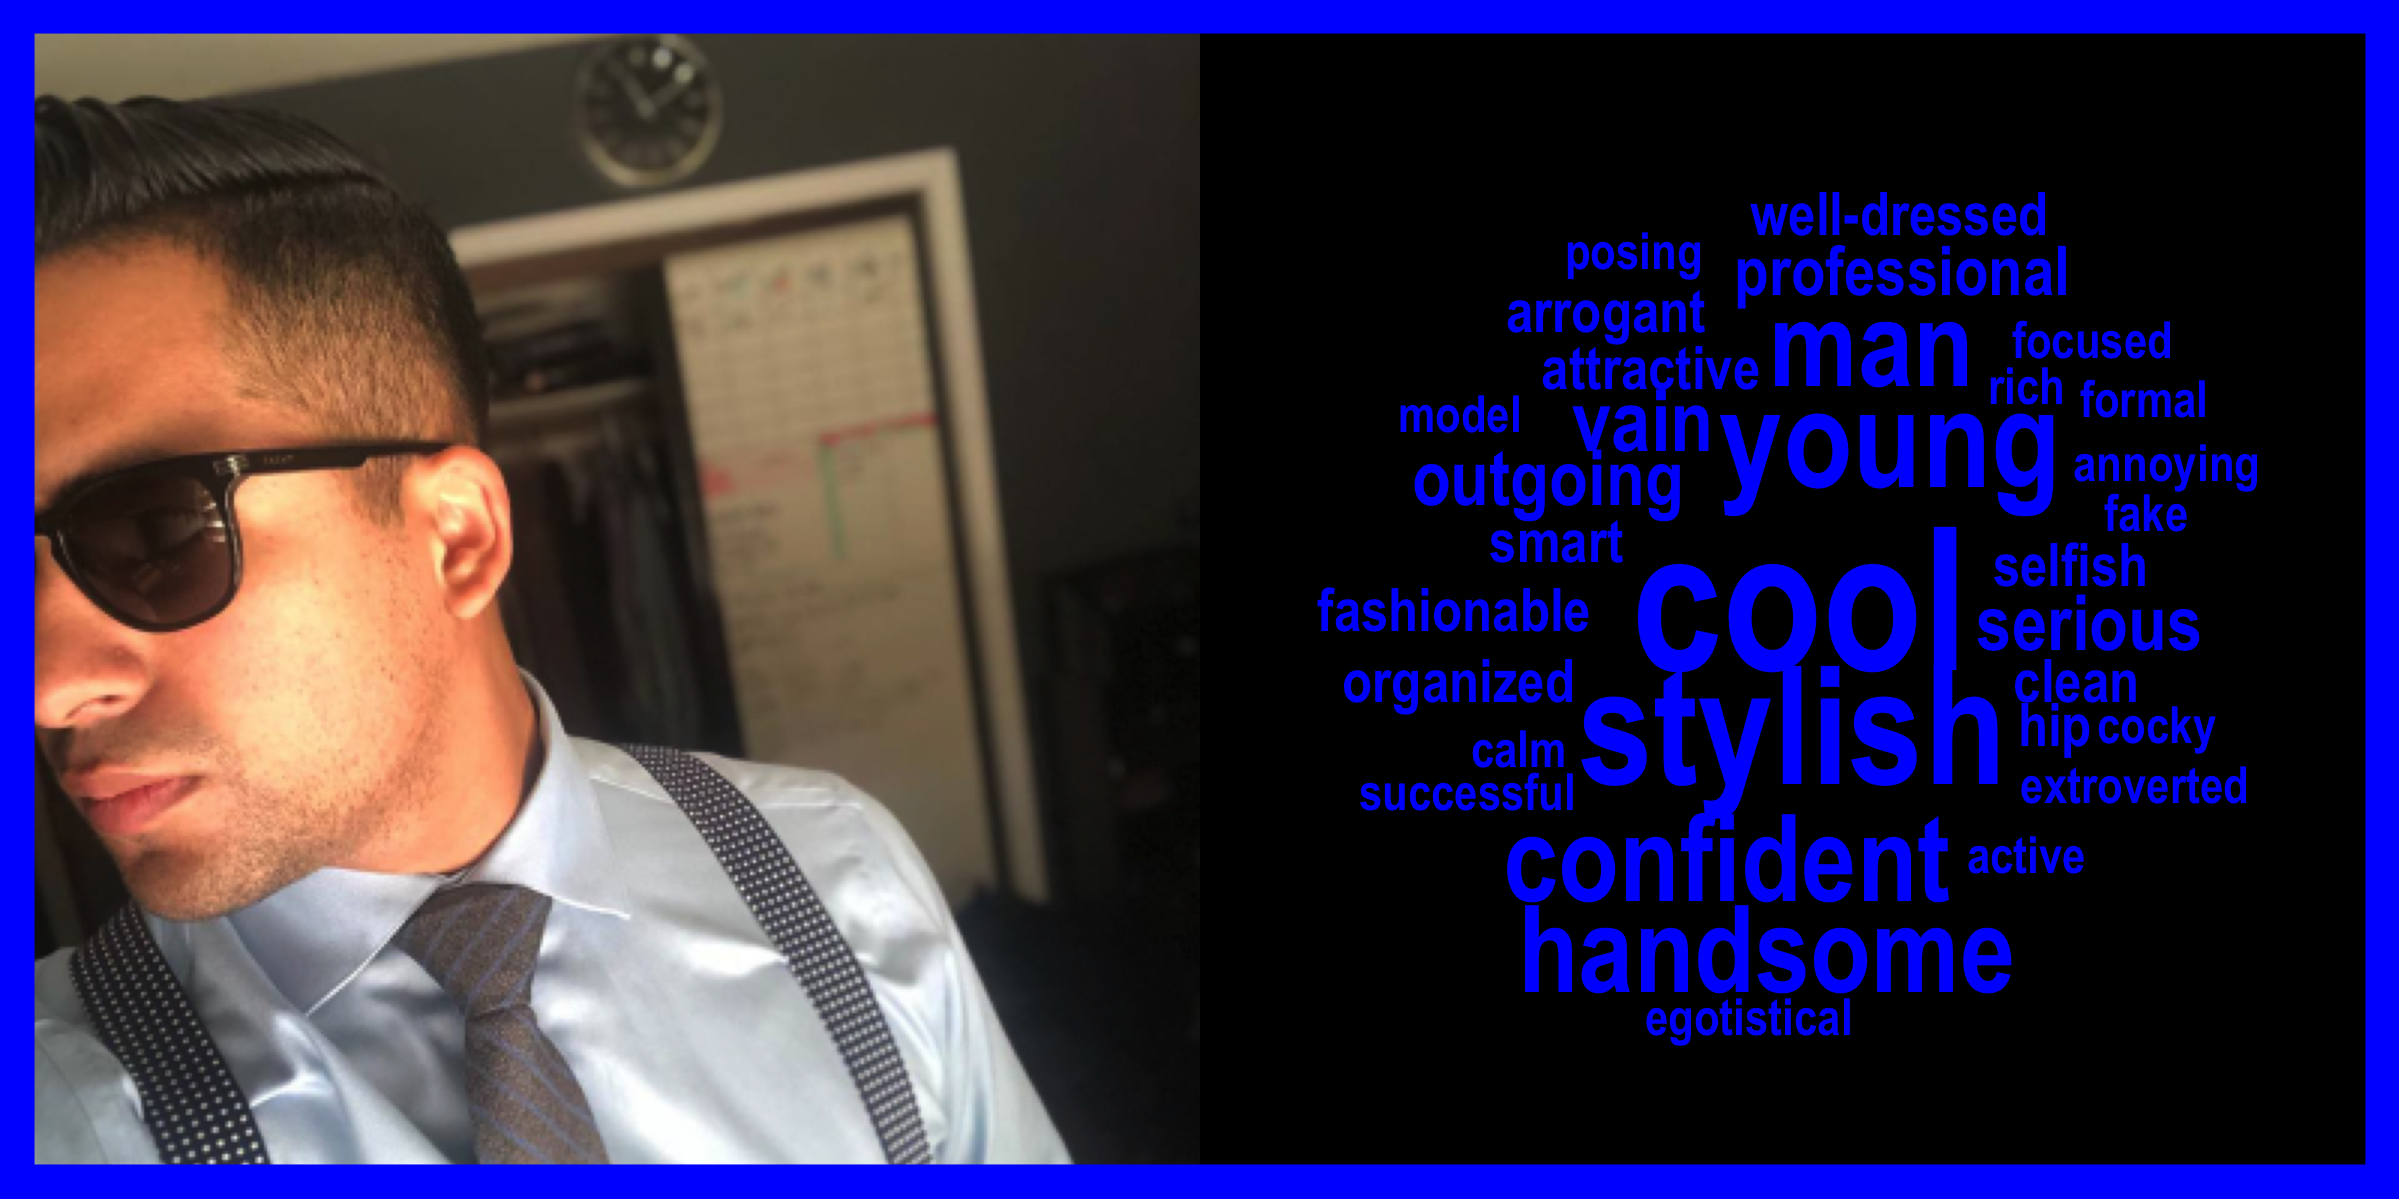 well-dressed
posing professional
arrogant
man focused
attractive rich formal
model vain young
outgoing annoying
smart fake
cool selfish
fashionable serious
organized stylish clean
hip cocky
calm
successful extroverted
confident active
handsome
egotistical